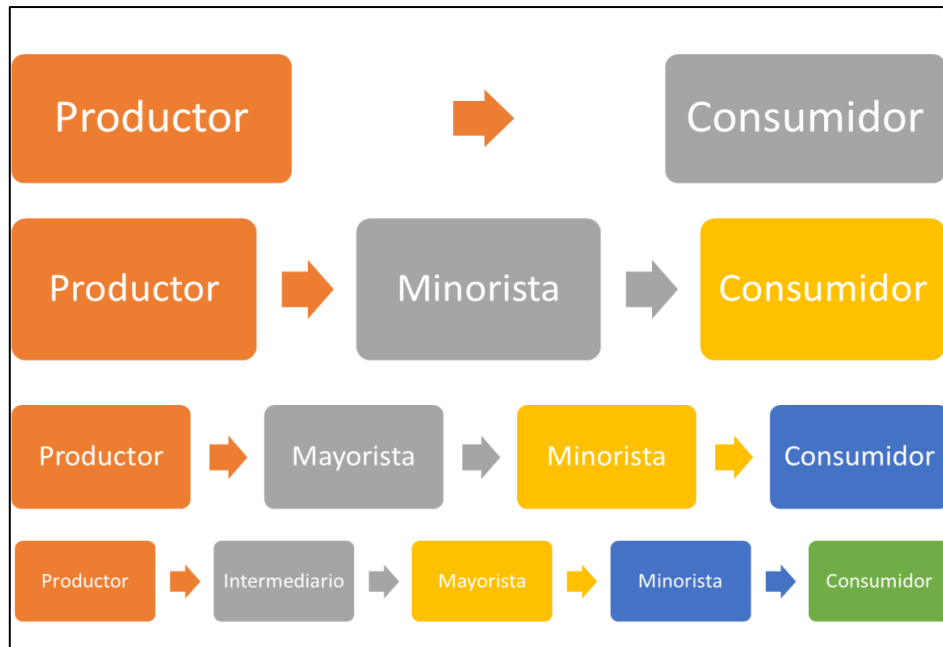 Productor Consumidor
Productor Minorista Consumidor
Productor Mayorista Minorista Consumidor
Productor Intermediario Mayorista Minorista Consumidor